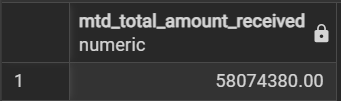 mtd_total_amount_received
numeric
1
58074380.00